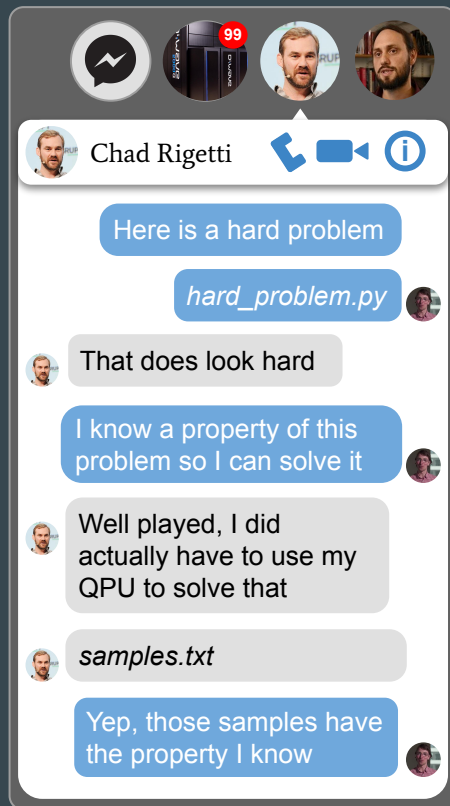 99
D-Wave
Chad Rigetti
Here is a hard problem
hard_problem.py
That does look hard
I know a property of this
problem so I can solve it
Well played, I did
actually have to use my
QPU to solve that
samples.txt
Yep, those samples have
the property I know